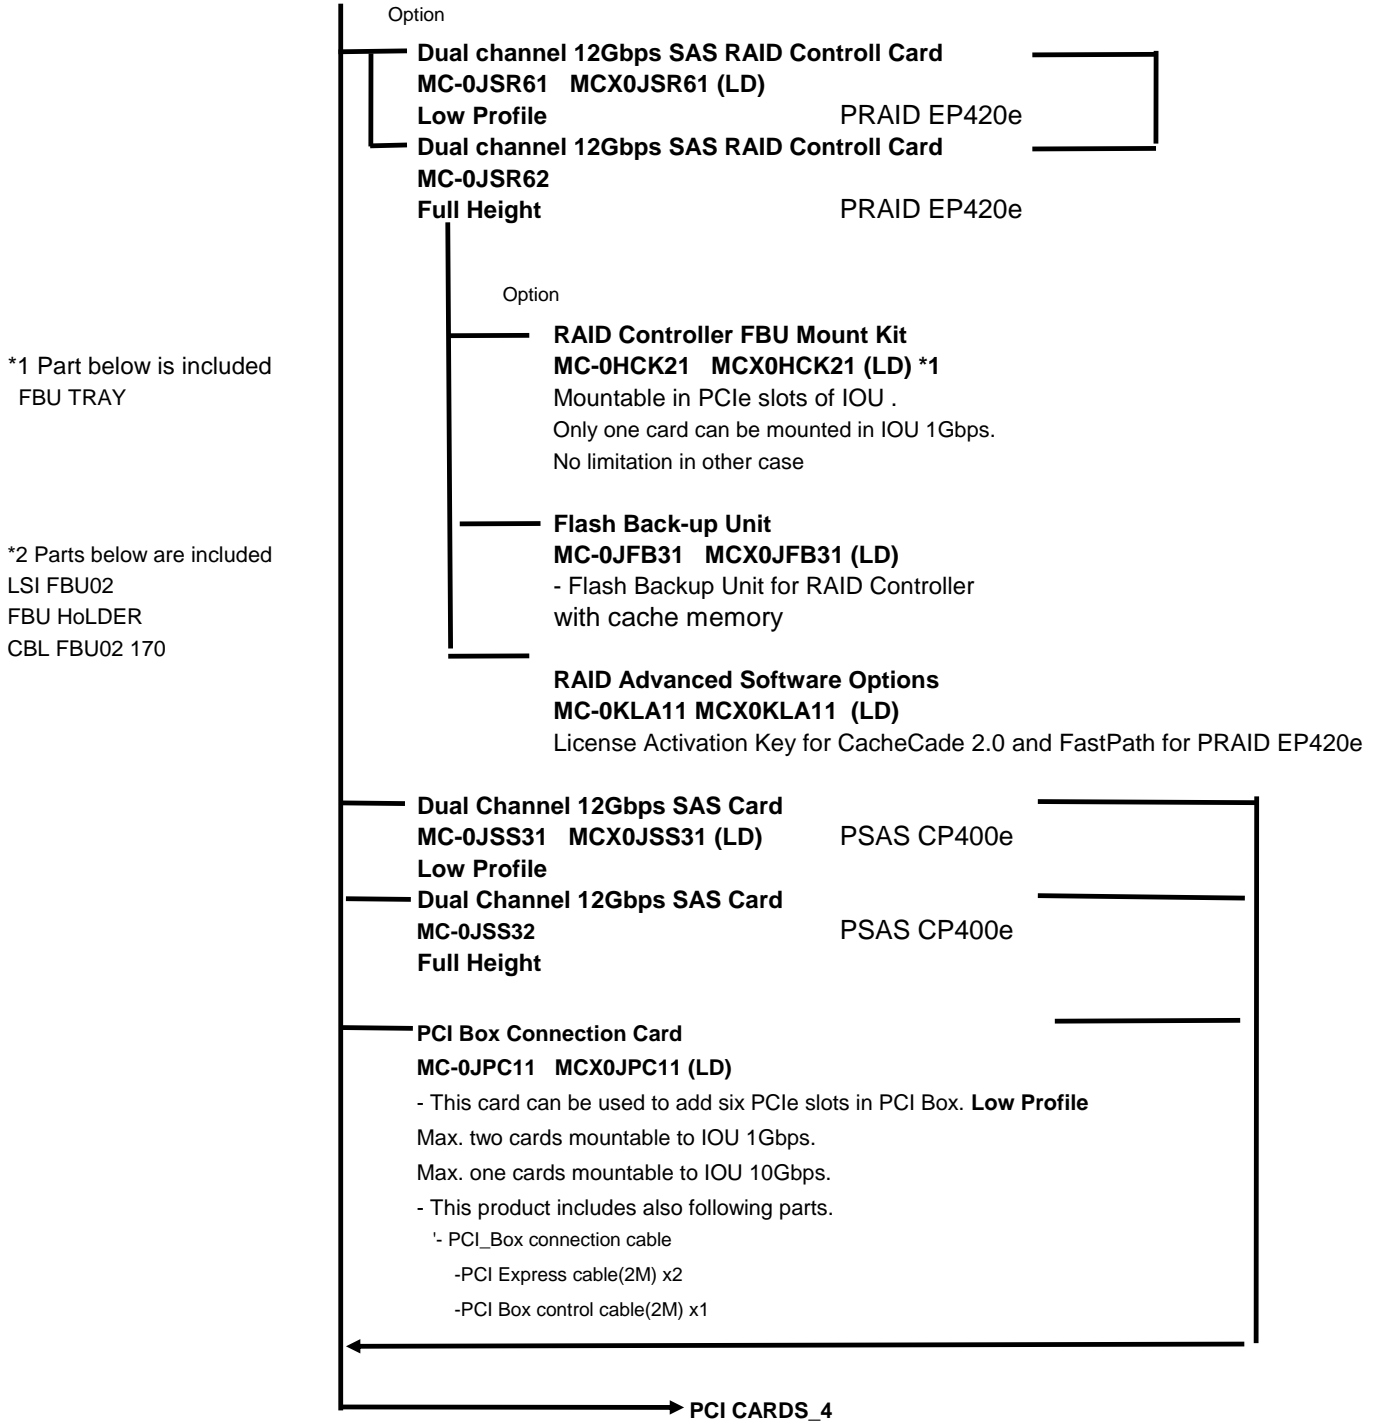 Option
Dual channel 12Gbps SAS RAID Controll Card
MC-0JSR61 MCX0JSR61 (LD)
Low Profile PRAID EP420e
Dual channel 12Gbps SAS RAID Controll Card
MC-0JSR62
Full Height PRAID EP420e
Option
RAID Controller FBU Mount Kit
MC-0HCK21 MCX0HCK21 (LD) *1
Mountable in PCIe slots of IOU .
Only one card can be mounted in IOU 1Gbps.
No limitation in other case
*1 Part below is included
FBU TRAY
Flash Back-up Unit
MC-0JFB31 MCX0JFB31 (LD)
- Flash Backup Unit for RAID Controller
with cache memory
*2 Parts below are included
LSI FBU02
FBU HoLDER
CBL FBU02 170
RAID Advanced Software Options
MC-0KLA11 MCX0KLA11 (LD)
License Activation Key for CacheCade 2.0 and FastPath for PRAID EP420e
Dual Channel 12Gbps SAS Card
MC-0JSS31 MCX0JSS31 (LD) PSAS CP400e
Low Profile
Dual Channel 12Gbps SAS Card
MC-0JSS32 PSAS CP400e
Full Height
PCI Box Connection Card
MC-0JPC11 MCX0JPC11 (LD)
- This card can be used to add six PCIe slots in PCI Box. Low Profile
Max. two cards mountable to IOU 1Gbps.
Max. one cards mountable to IOU 10Gbps.
- This product includes also following parts.
'- PCI_Box connection cable
-PCI Express cable(2M) x2
-PCI Box control cable(2M) x1
PCI CARDS_4